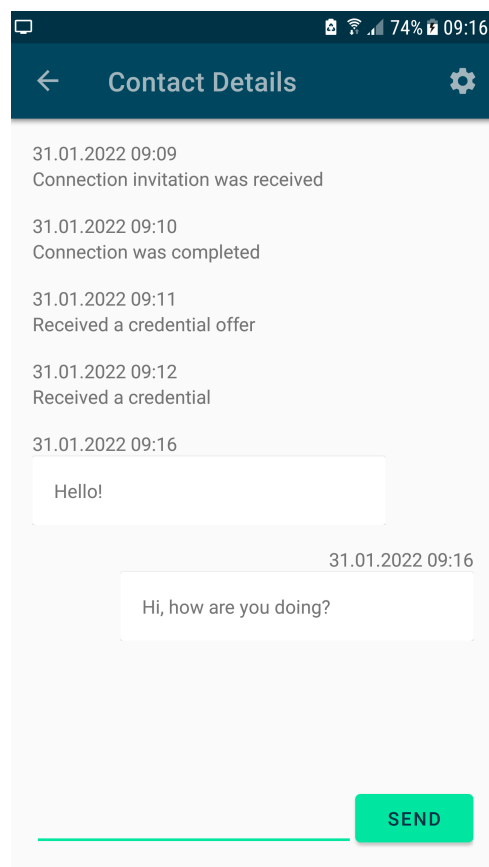 74% 09:16
Contact Details
31.01.2022 09:09
Connection invitation was received
31.01.2022 09:10
Connection was completed
31.01.2022 09:11
Received a credential offer
31.01.2022 09:12
Received a credential
31.01.2022 09:16
Hello!
31.01.2022 09:16
Hi, how are you doing?
SEND